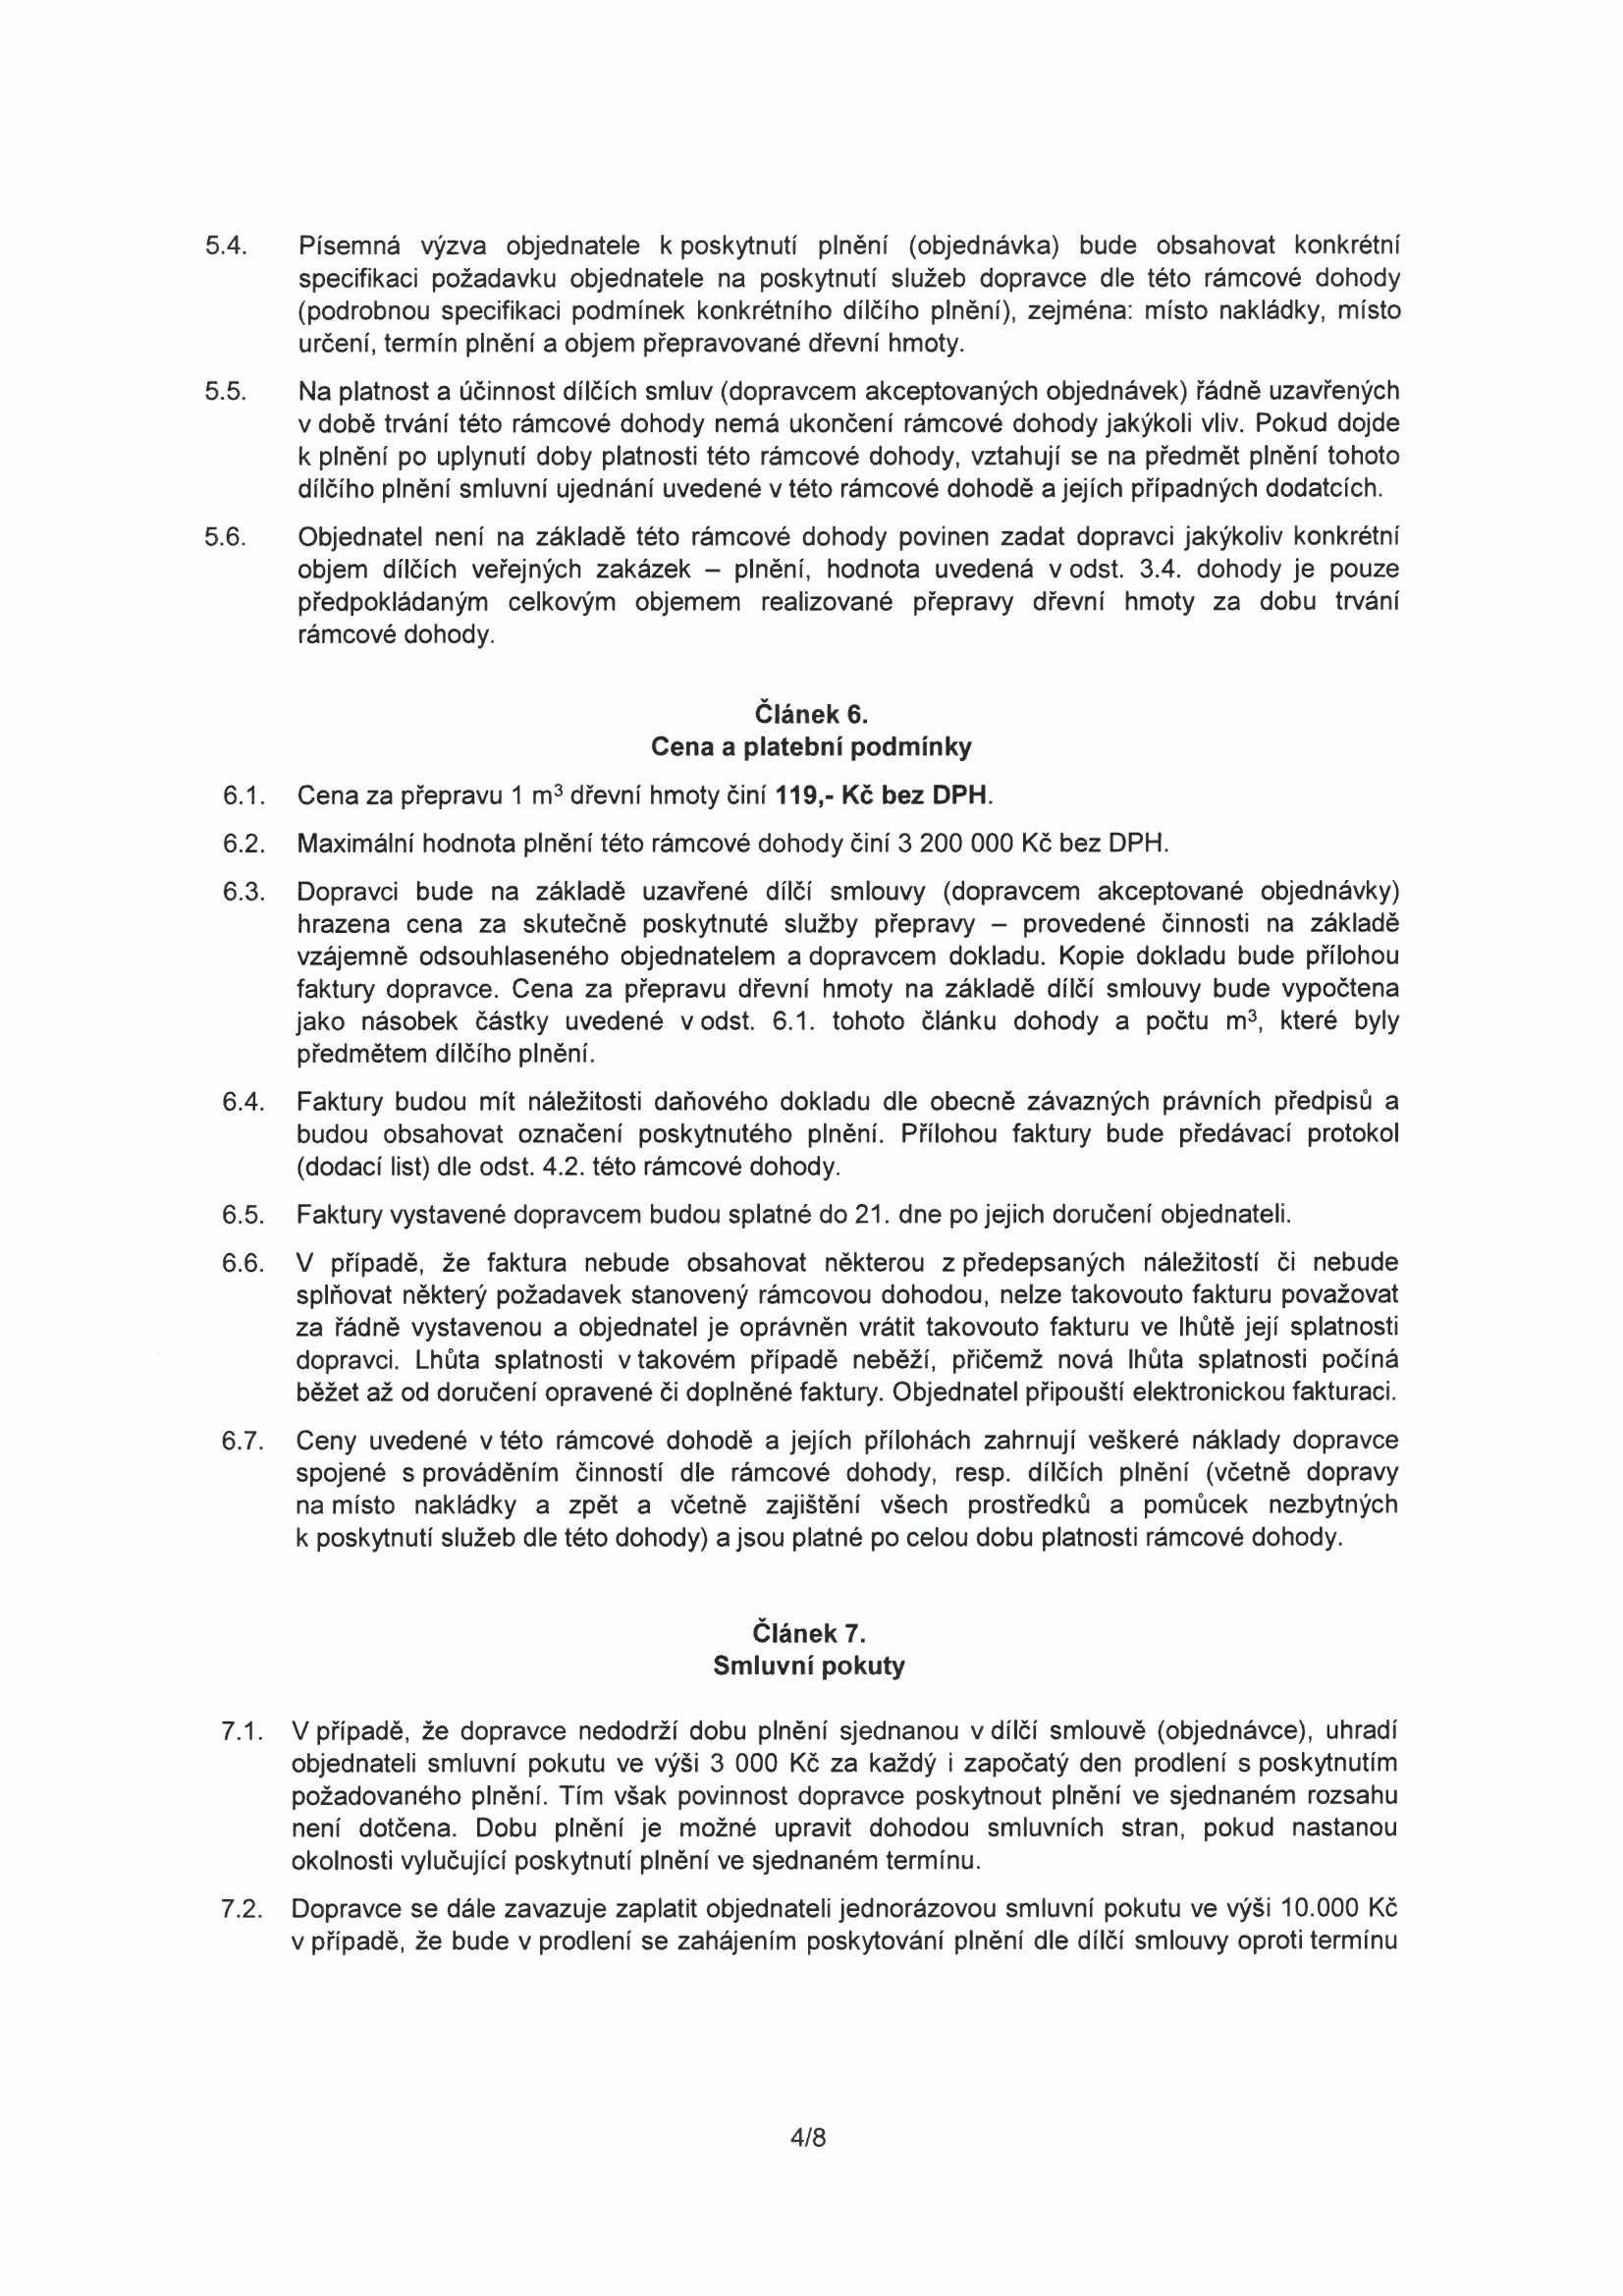 5.4. Písemná výzva objednatele k poskytnutí plnění (objednávka) bude obsahovat konkrétní
specifikaci požadavku objednatele na poskytnutí služeb dopravce dle této rámcové dohody
(podrobnou specifikaci podmínek konkrétního dílčího plnění), zejména: místo nakládky, místo
určení, termín plnění a objem přepravované dřevní hmoty.
5.5. Na platnost a účinnost dílčích smluv (dopravcem akceptovaných objednávek) řádně uzavřených
v době trvání této rámcové dohody nemá ukončení rámcové dohody jakýkoli vliv. Pokud dojde
k plnění po uplynutí doby platnosti této rámcové dohody, vztahují se na předmět plnění tohoto
dílčího plnění smluvní ujednání uvedené v této rámcové dohodě a jejích případných dodatcích.
5.6. Objednatel není na základě této rámcové dohody povinen zadat dopravci jakýkoliv konkrétní
objem dílčích veřejných zakázek – plnění, hodnota uvedená v odst. 3.4. dohody je pouze
předpokládaným celkovým objemem realizované přepravy dřevní hmoty za dobu trvání
rámcové dohody.
Článek 6.
Cena a platební podmínky
6.1. Cena za přepravu 1 m³ dřevní hmoty činí 119,- Kč bez DPH.
6.2. Maximální hodnota plnění této rámcové dohody činí 3 200 000 Kč bez DPH.
6.3. Dopravci bude na základě uzavřené dílčí smlouvy (dopravcem akceptované objednávky)
hrazena cena za skutečně poskytnuté služby přepravy – provedené činnosti na základě
vzájemně odsouhlaseného objednatelem a dopravcem dokladu. Kopie dokladu bude přílohou
faktury dopravce. Cena za přepravu dřevní hmoty na základě dílčí smlouvy bude vypočtena
jako násobek částky uvedené v odst. 6.1. tohoto článku dohody a počtu m³, které byly
předmětem dílčího plnění.
6.4. Faktury budou mít náležitosti daňového dokladu dle obecně závazných právních předpisů a
budou obsahovat označení poskytnutého plnění. Přílohou faktury bude předávací protokol
(dodací list) dle odst. 4.2. této rámcové dohody.
6.5. Faktury vystavené dopravcem budou splatné do 21. dne po jejich doručení objednateli.
6.6. V případě, že faktura nebude obsahovat některou z předepsaných náležitostí či nebude
splňovat některý požadavek stanovený rámcovou dohodou, nelze takovouto fakturu považovat
za řádně vystavenou a objednatel je oprávněn vrátit takovouto fakturu ve lhůtě její splatnosti
dopravci. Lhůta splatnosti v takovém případě neběží, přičemž nová lhůta splatnosti počíná
běžet až od doručení opravené či doplněné faktury. Objednatel připouští elektronickou fakturaci.
6.7. Ceny uvedené v této rámcové dohodě a jejích přílohách zahrnují veškeré náklady dopravce
spojené s prováděním činností dle rámcové dohody, resp. dílčích plnění (včetně dopravy
na místo nakládky a zpět a včetně zajištění všech prostředků a pomůcek nezbytných
k poskytnutí služeb dle této dohody) a jsou platné po celou dobu platnosti rámcové dohody.
Článek 7.
Smluvní pokuty
7.1. V případě, že dopravce nedodrží dobu plnění sjednanou v dílčí smlouvě (objednávce), uhradí
objednateli smluvní pokutu ve výši 3 000 Kč za každý i započatý den prodlení s poskytnutím
požadovaného plnění. Tím však povinnost dopravce poskytnout plnění ve sjednaném rozsahu
není dotčena. Dobu plnění je možné upravit dohodou smluvních stran, pokud nastanou
okolnosti vylučující poskytnutí plnění ve sjednaném termínu.
7.2. Dopravce se dále zavazuje zaplatit objednateli jednorázovou smluvní pokutu ve výši 10.000 Kč
v případě, že bude v prodlení se zahájením poskytování plnění dle dílčí smlouvy oproti termínu
4/8